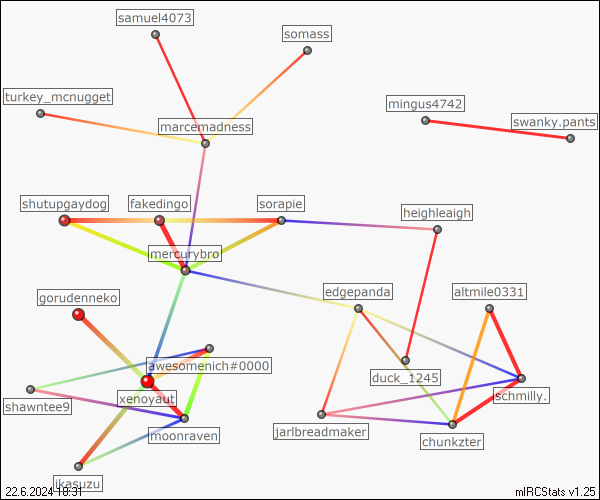 samuel4073
somass
turkey_mcnugget
mingus4742
swanky.pants
marcemadness
shutupgaydog
fakedingo
sorapie
heighleaigh
mercurybro
gorudenneko
edgepanda
altmile0331
awesomenich#0000
duck_1245
xenoyaut
schmilly.
shawntee9
moonraven
jarlbreadmaker
chunkzter
ikasuzu
22.6.2024 18:31
mIRCStats v1.25